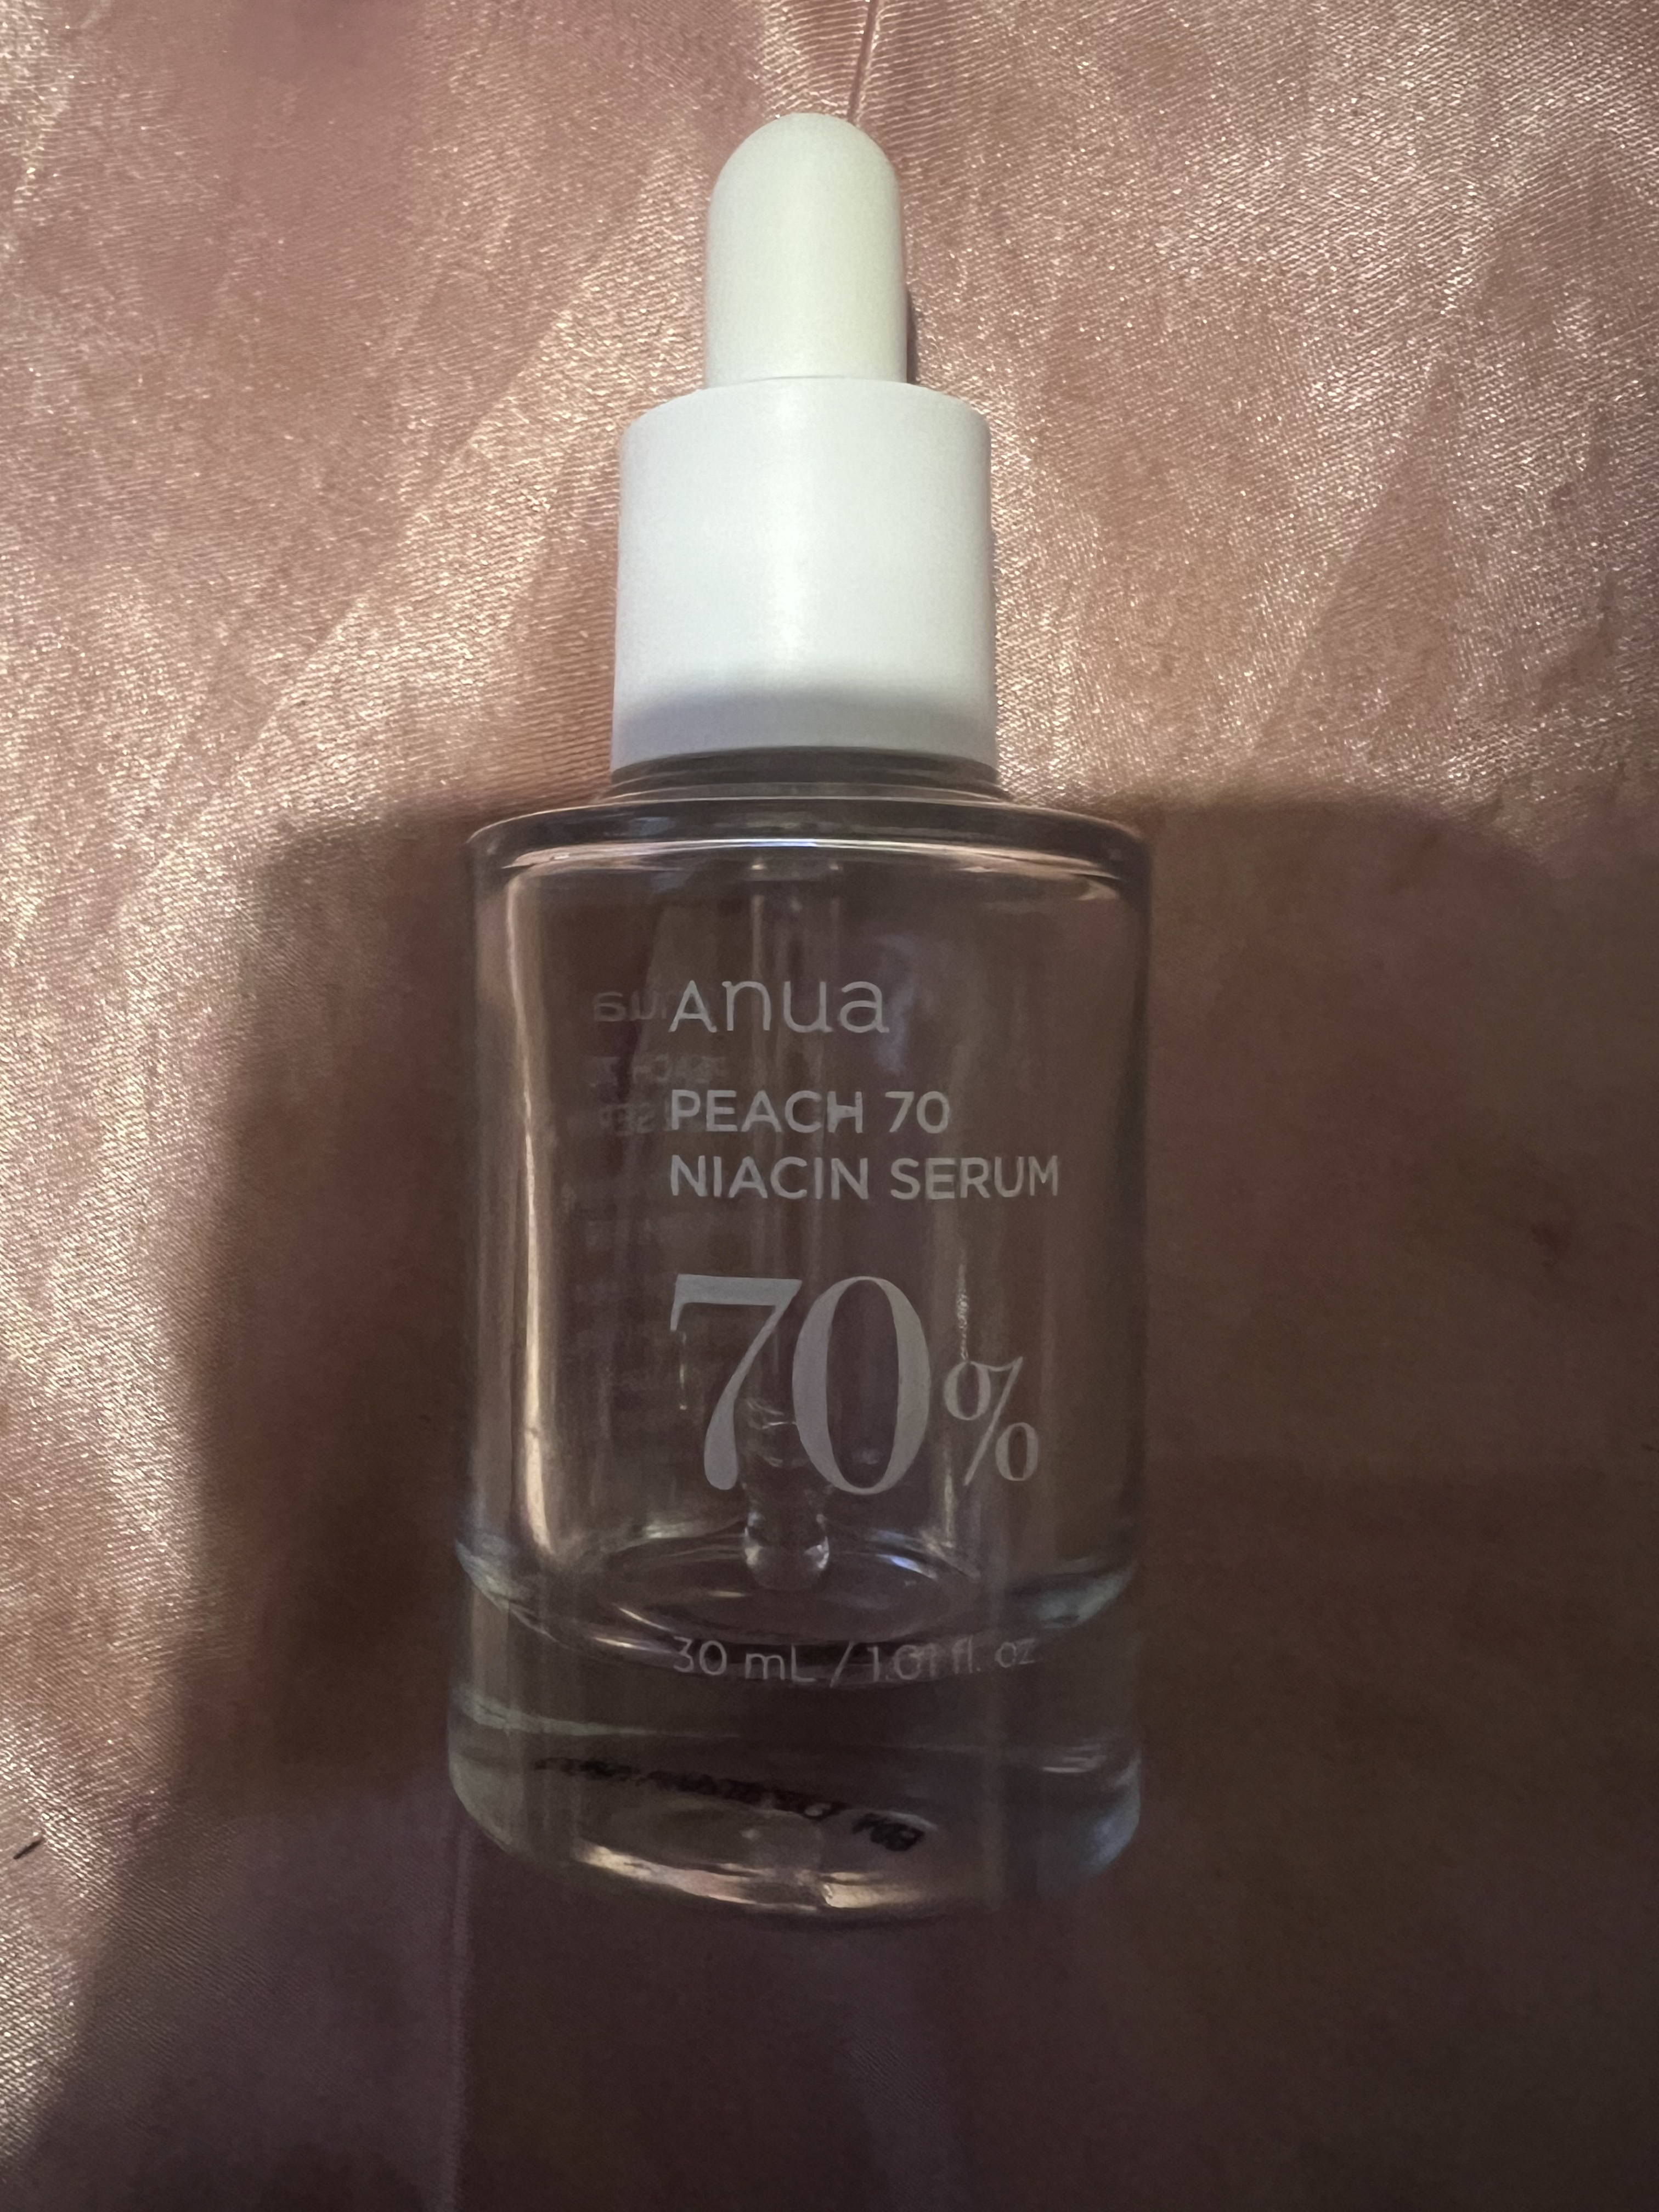 Anua
PEACH 70
NIACIN SERUM
70%
30 mL / 1.01 fl. oz